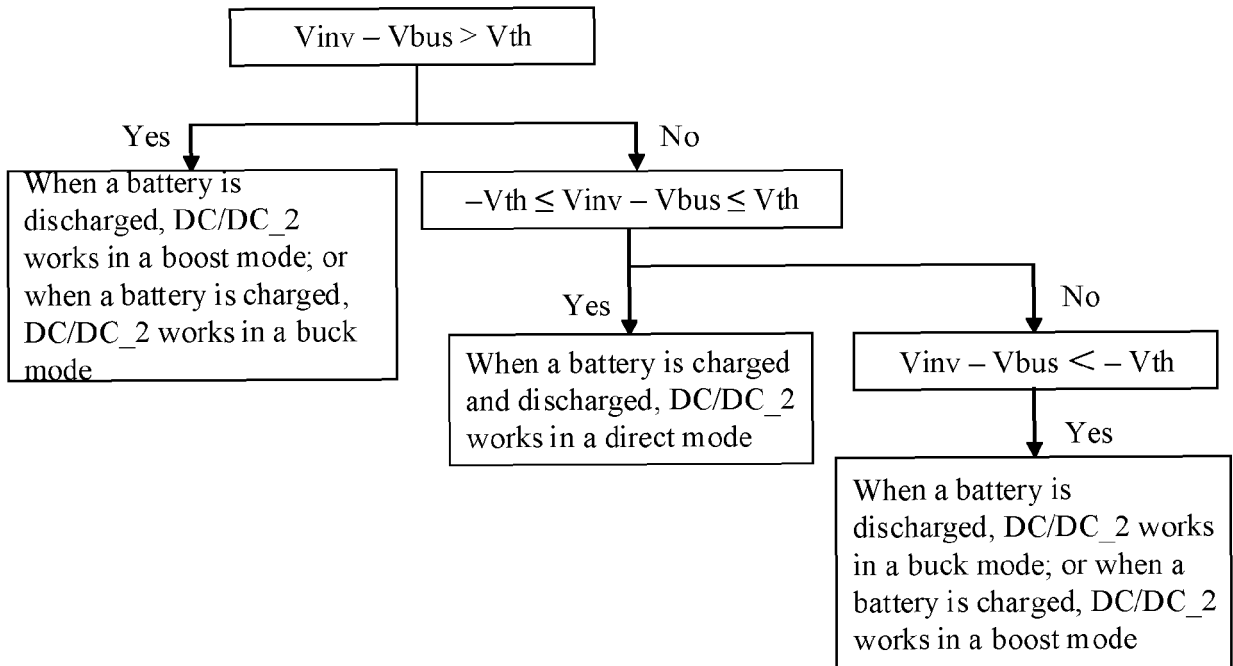 Vinv – Vbus > Vth
Yes
No
When a battery is
discharged, DC/DC_2
works in a boost mode; or
when a battery is charged,
DC/DC_2 works in a buck
mode
–Vth ≤ Vinv – Vbus ≤ Vth
Yes
No
When a battery is charged
and discharged, DC/DC_2
works in a direct mode
Vinv – Vbus < – Vth
Yes
When a battery is
discharged, DC/DC_2 works
in a buck mode; or when a
battery is charged, DC/DC_2
works in a boost mode